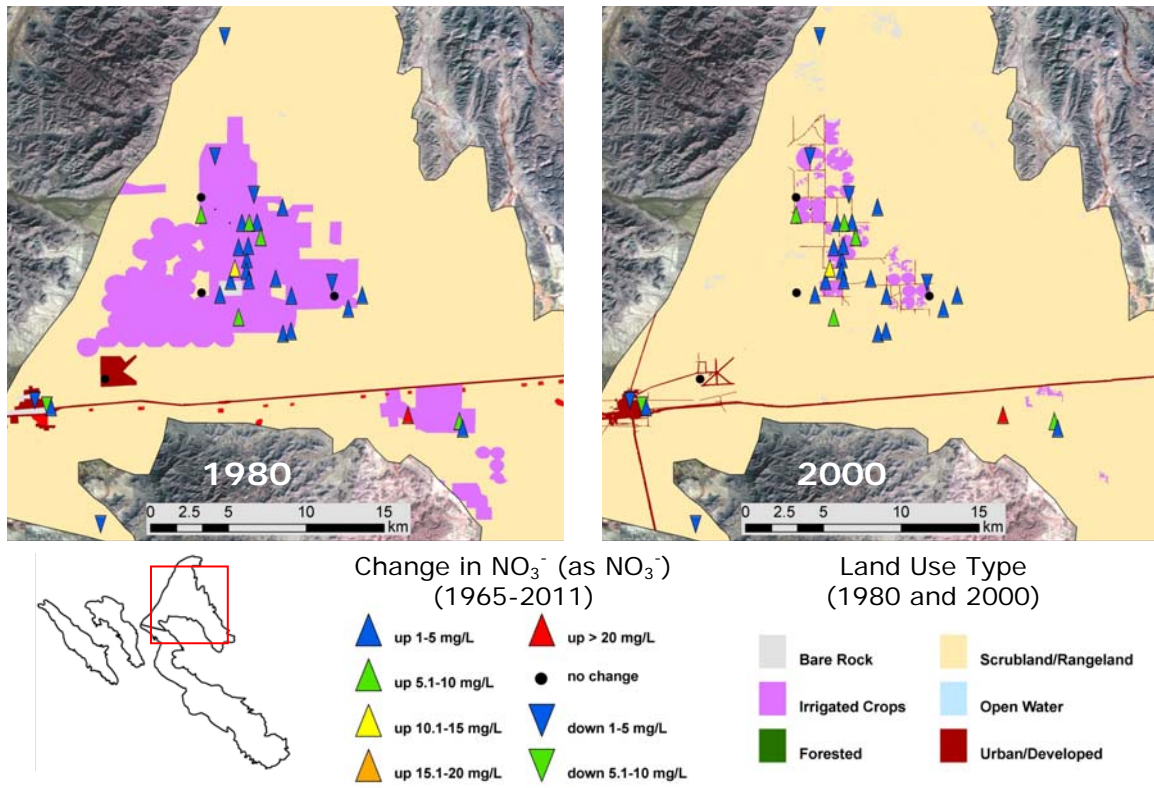 1980
0 2.5 5 10 15
km
2000
0 2.5 5 10 15
km
Change in NO₃⁻ (as NO₃⁻)
(1965-2011)
up 1-5 mg/L
up > 20 mg/L
up 5.1-10 mg/L
no change
up 10.1-15 mg/L
down 1-5 mg/L
up 15.1-20 mg/L
down 5.1-10 mg/L
Land Use Type
(1980 and 2000)
Bare Rock
Scrubland/Rangeland
Irrigated Crops
Open Water
Forested
Urban/Developed